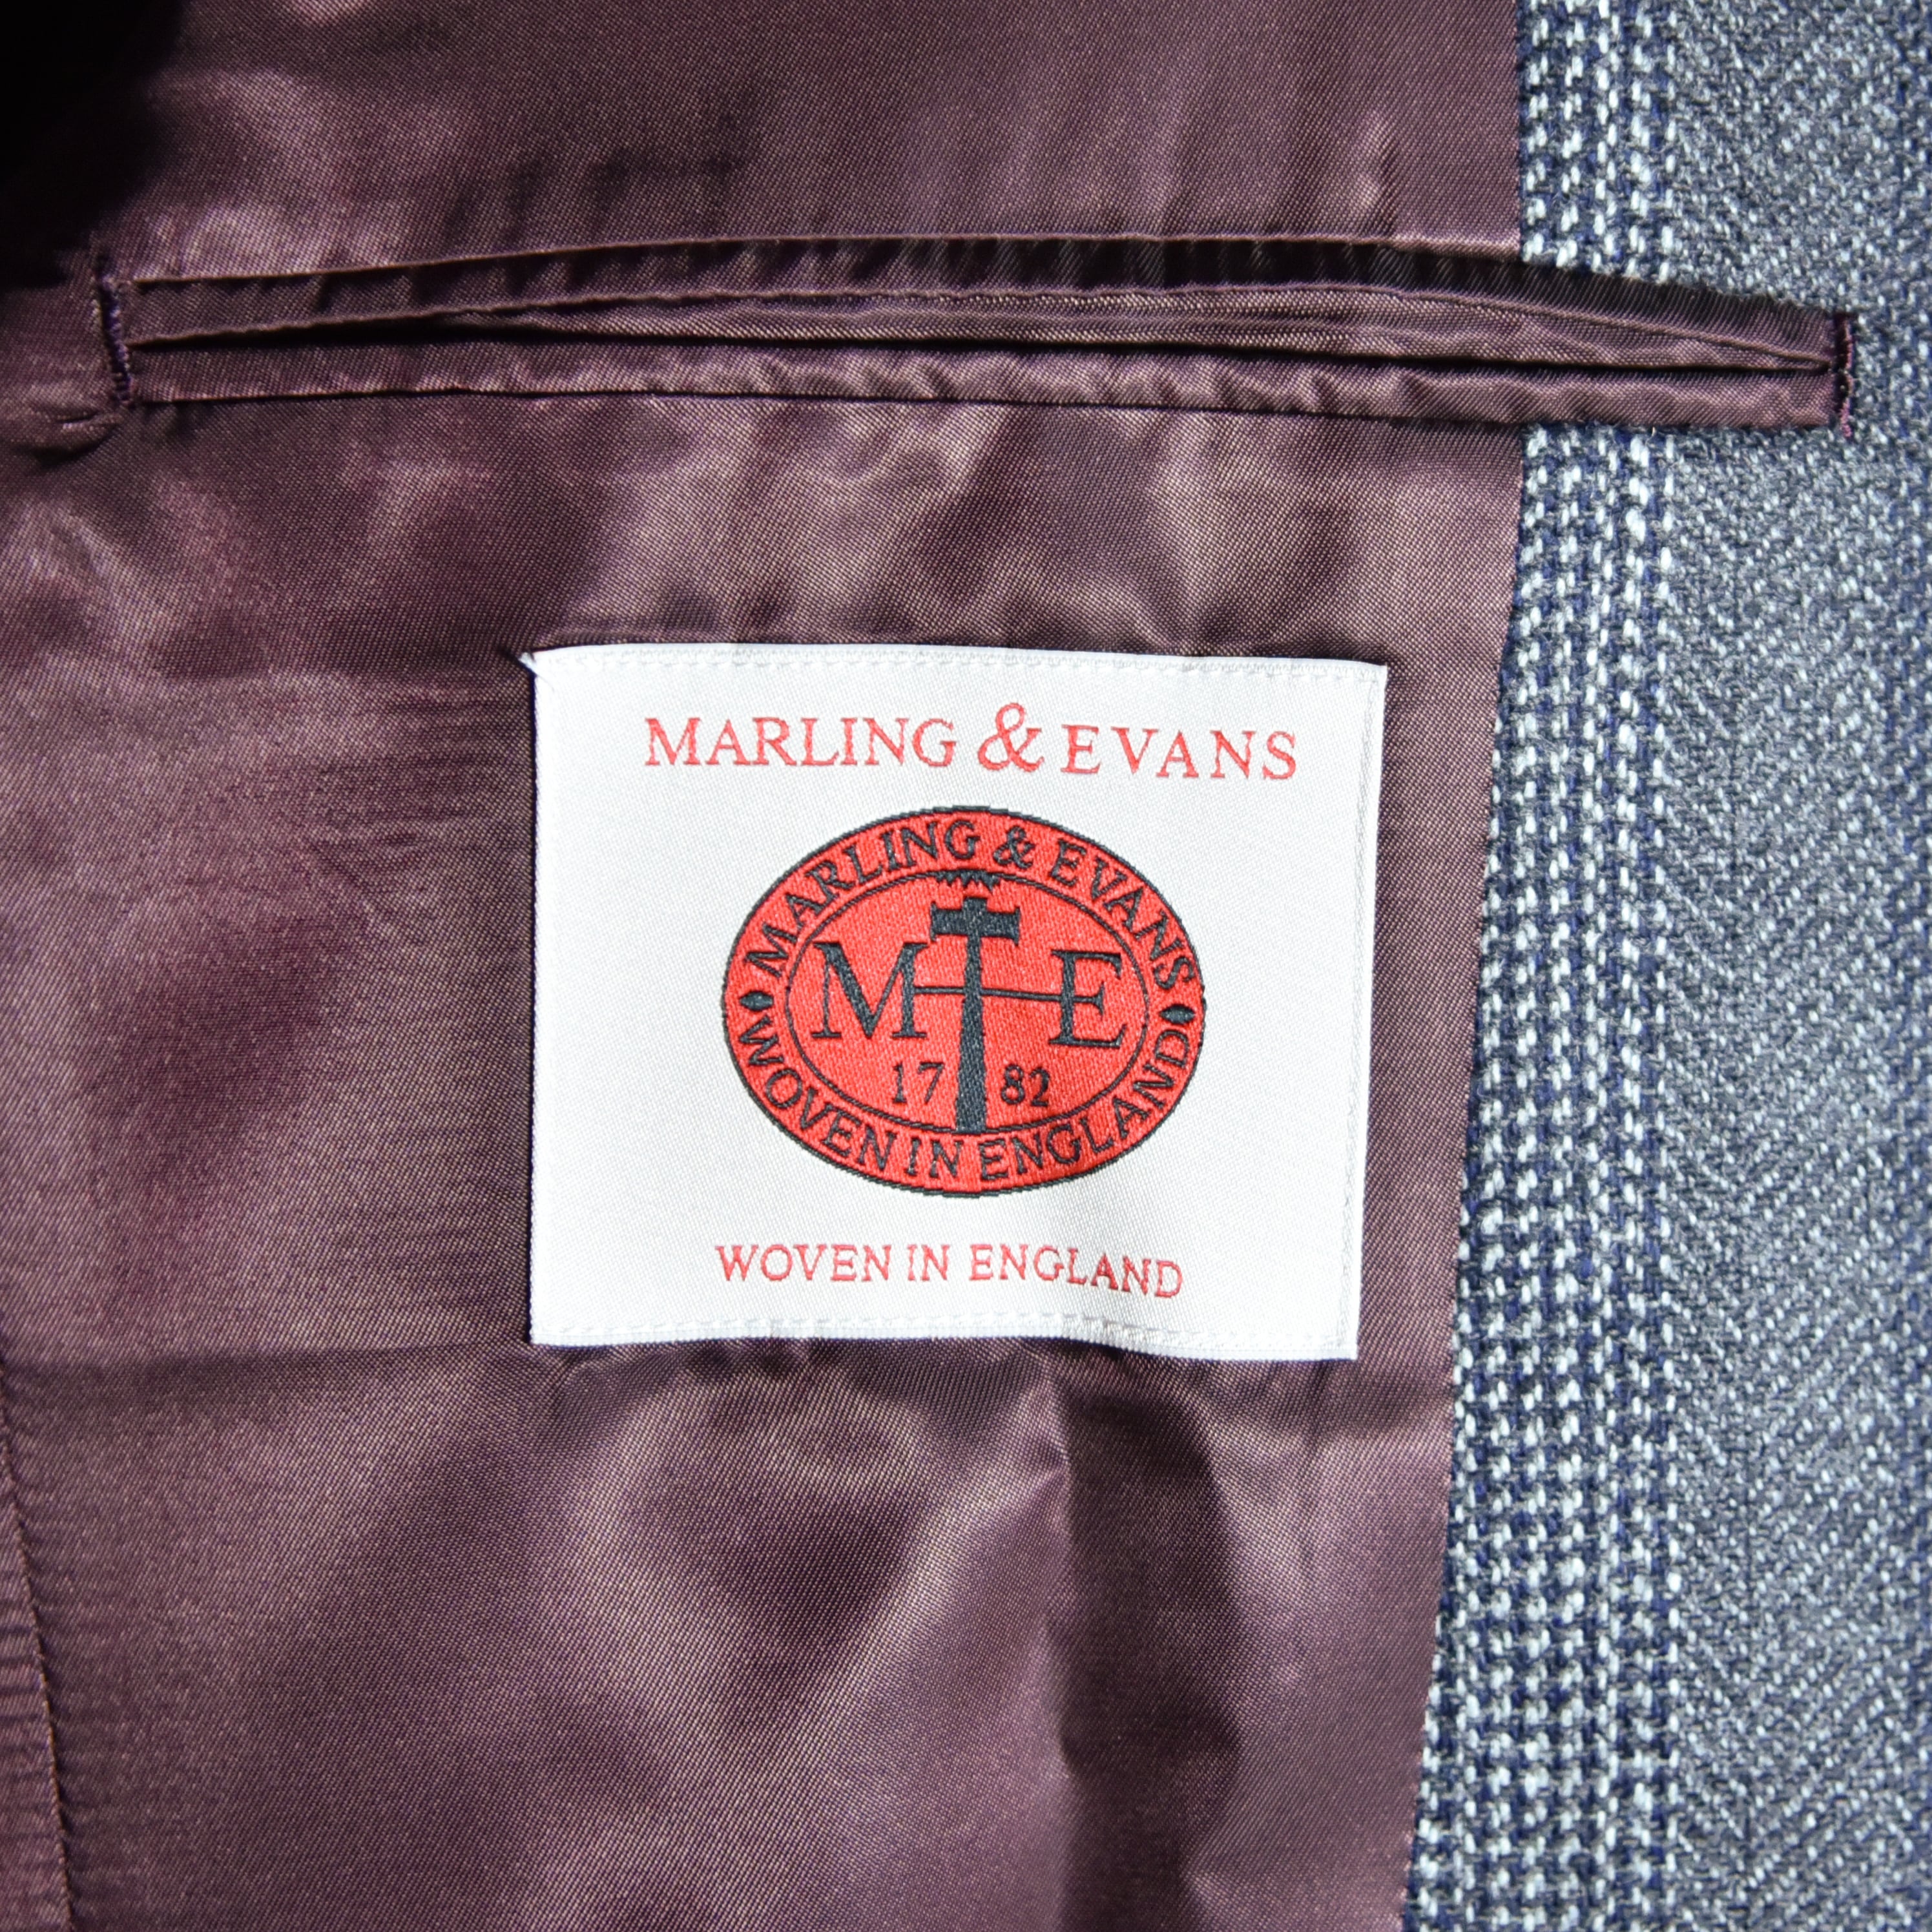 MARLING & EVANS
MARLING & EVANS
M E
17 82
WOVEN IN ENGLAND
WOVEN IN ENGLAND